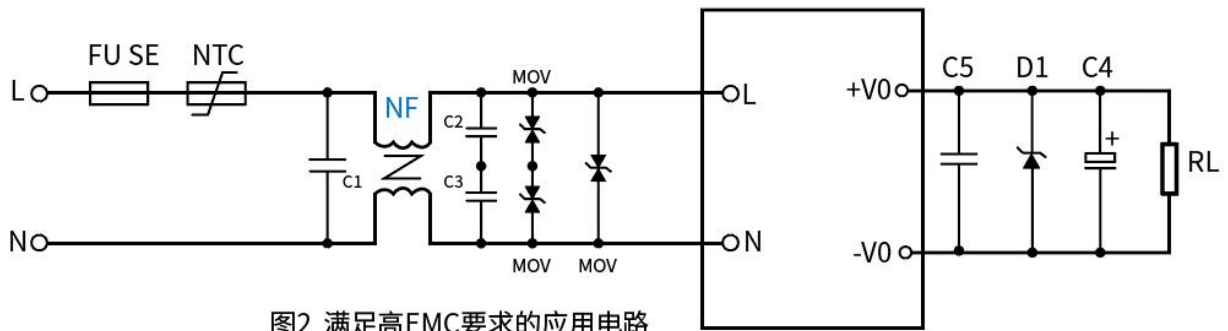 FU SE NTC
L
NF
C1
C2
C3
MOV
MOV MOV
N
L
N
+V0
-V0
C5 D1 C4
+
RL
图2 满足高EMC要求的应用电路